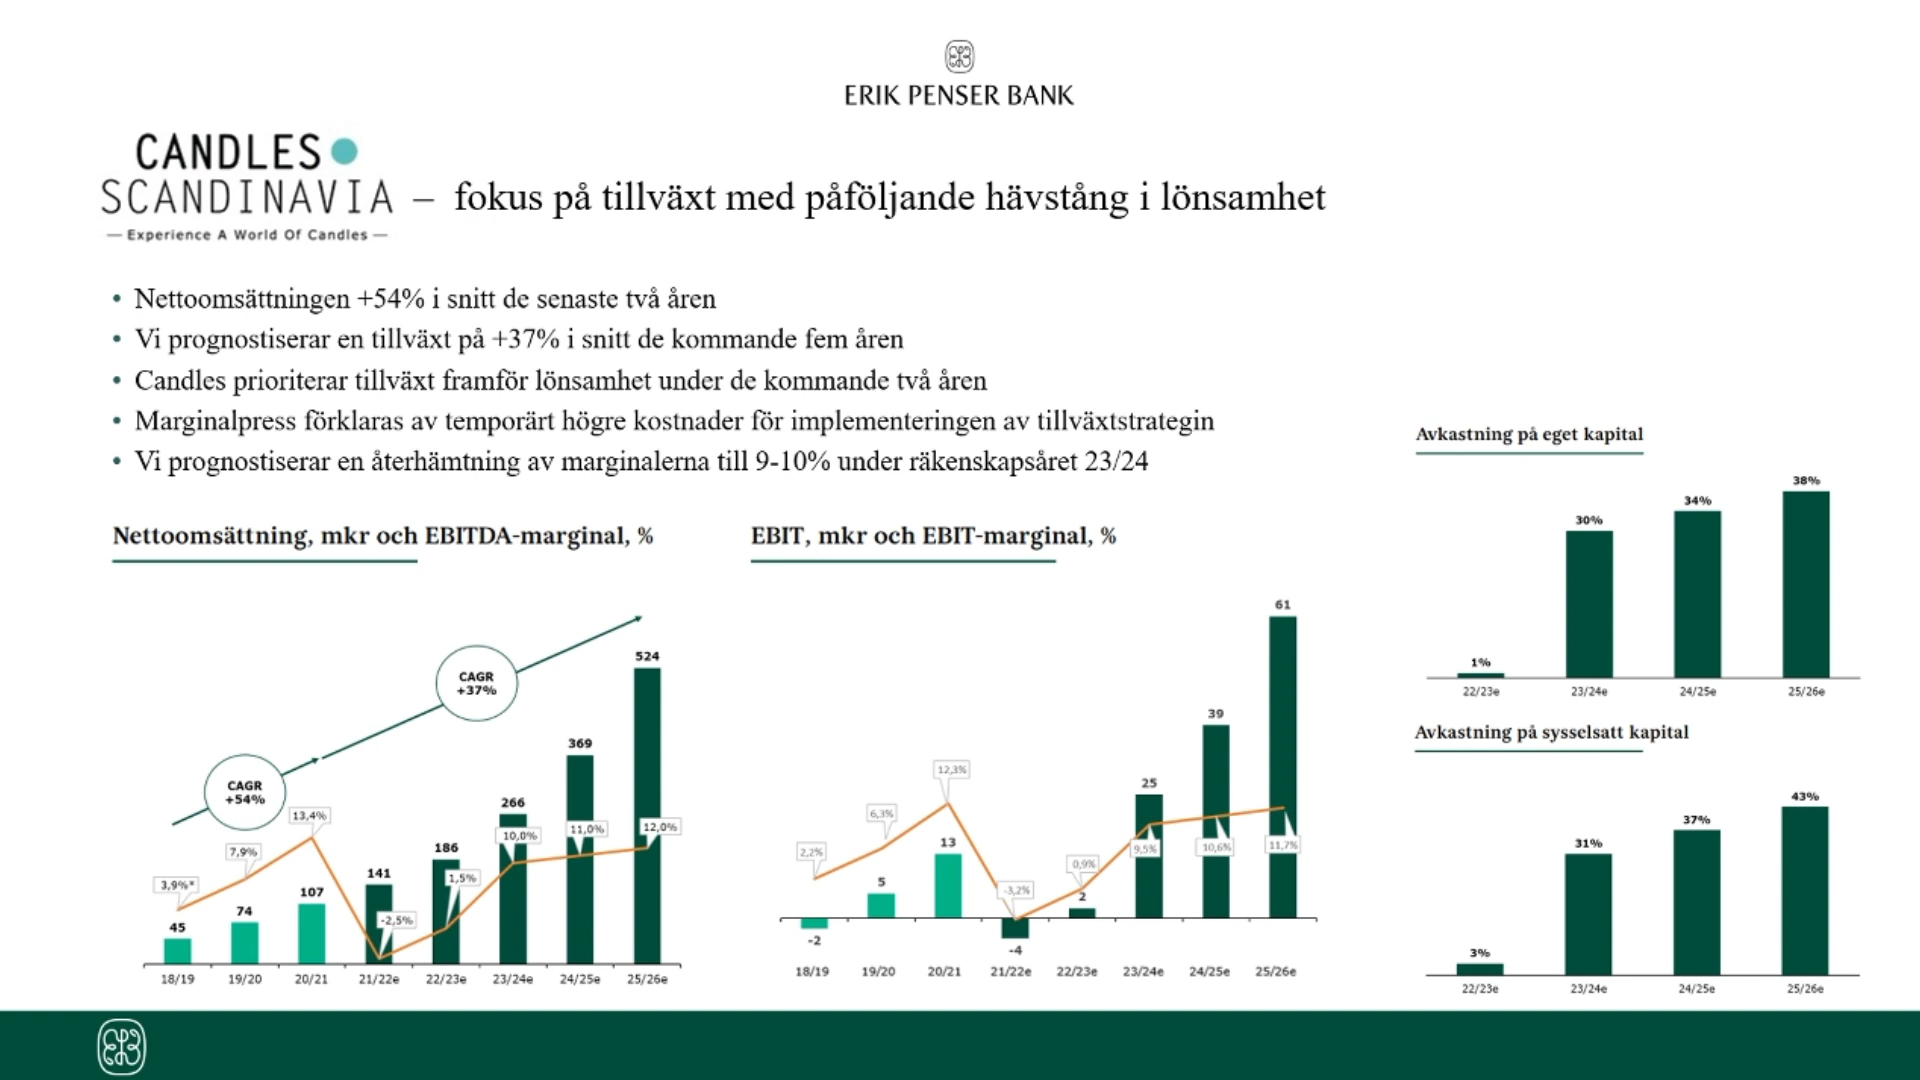 ERIK PENSER BANK
CANDLES
SCANDINAVIA
— Experience A World Of Candles —
– fokus på tillväxt med påföljande hävstång i lönsamhet
• Nettoomsättningen +54% i snitt de senaste två åren
• Vi prognostiserar en tillväxt på +37% i snitt de kommande fem åren
• Candles prioriterar tillväxt framför lönsamhet under de kommande två åren
• Marginalpress förklaras av temporärt högre kostnader för implementeringen av tillväxtstrategin
• Vi prognostiserar en återhämtning av marginalerna till 9-10% under räkenskapsåret 23/24
Nettoomsättning, mkr och EBITDA-marginal, %
CAGR
+54%
CAGR
+37%
3,9%*
7,9%
13,4%
-2,5%
1,5%
10,0%
11,0%
12,0%
45
74
107
141
186
266
369
524
18/19
19/20
20/21
21/22e
22/23e
23/24e
24/25e
25/26e
EBIT, mkr och EBIT-marginal, %
2,2%
6,3%
12,3%
-3,2%
0,9%
9,5%
10,6%
11,7%
-2
5
13
-4
2
25
39
61
18/19
19/20
20/21
21/22e
22/23e
23/24e
24/25e
25/26e
Avkastning på eget kapital
1%
30%
34%
38%
22/23e
23/24e
24/25e
25/26e
Avkastning på sysselsatt kapital
3%
31%
37%
43%
22/23e
23/24e
24/25e
25/26e